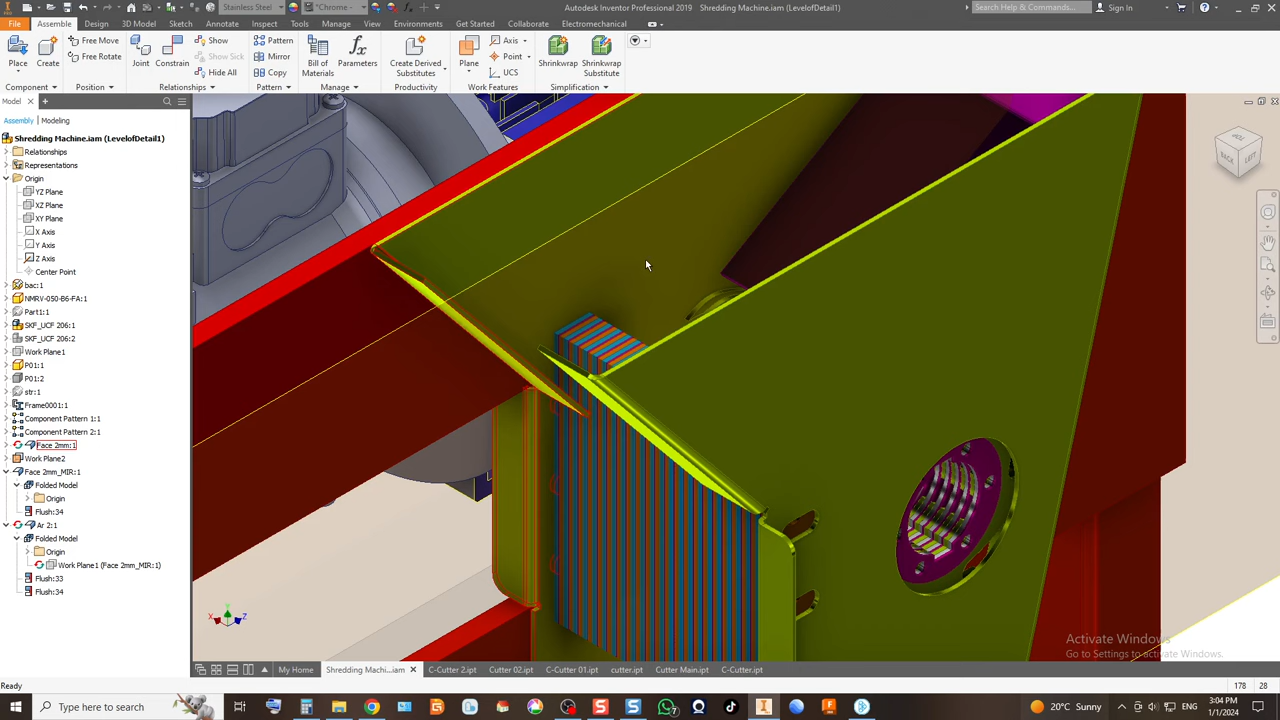 Stainless Steel
*Chrome
Autodesk Inventor Professional 2019 Shredding Machine.iam (LevelofDetail1)
Search Help & Commands...
Sign In
File Assemble Design 3D Model Sketch Annotate Inspect Tools Manage View Environments Get Started Collaborate Electromechanical
Place Create
Free Move
Free Rotate
Joint Constrain
Show
Show Sick
Hide All
Pattern
Mirror
Copy
Bill of
Materials
Parameters
Create Derived
Substitutes
Plane
Axis
Point
UCS
Shrinkwrap
Shrinkwrap
Substitute
Component Position Relationships Pattern Manage Productivity Work Features Simplification
Model
Assembly Modeling
Shredding Machine.iam (LevelofDetail1)
Relationships
Representations
Origin
YZ Plane
XZ Plane
XY Plane
X Axis
Y Axis
Z Axis
Center Point
bac:1
NMRV-050-B6-FA:1
Part1:1
SKF_UCF 206:1
SKF_UCF 206:2
Work Plane1
P01:1
P01:2
str:1
Frame0001:1
Component Pattern 1:1
Component Pattern 2:1
Face 2mm:1
Work Plane2
Face 2mm_MIR:1
Folded Model
Origin
Flush:34
Ar 2:1
Folded Model
Origin
Work Plane1 (Face 2mm_MIR:1)
Flush:33
Flush:34
TOP
BACK LEFT
X Y Z
Activate Windows
Go to Settings to activate Windows.
My Home Shredding Machi...iam C-Cutter 2.ipt Cutter 02.ipt C-Cutter 01.ipt cutter.ipt Cutter Main.ipt C-Cutter.ipt
Ready
178 28
Type here to search
20°C Sunny
3:04 PM
1/1/2024